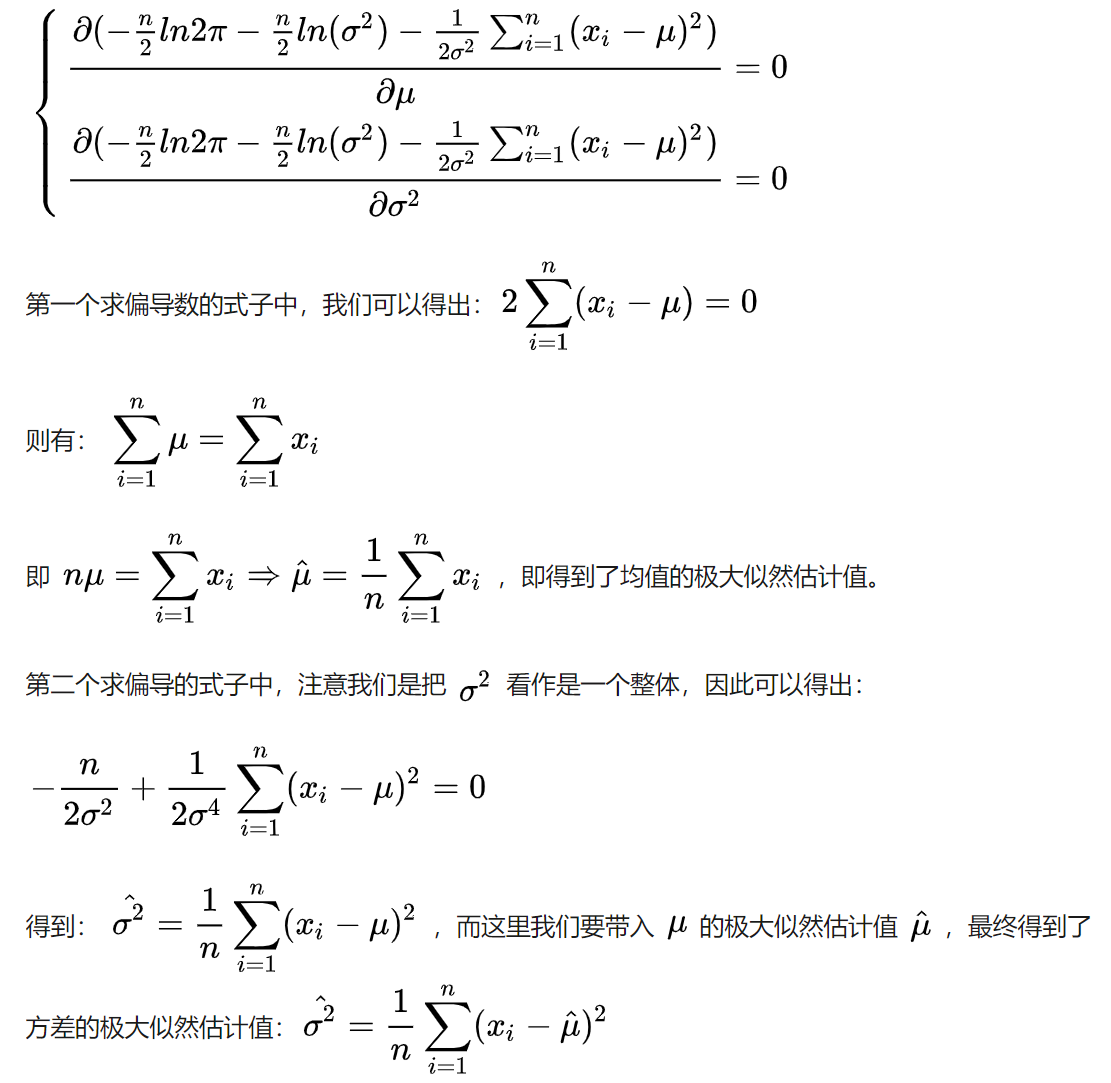 $$\begin{cases} \dfrac{\partial(-\frac{n}{2}ln2\pi-\frac{n}{2}ln(\sigma^2)-\frac{1}{2\sigma^2}\sum_{i=1}^{n}(x_i-\mu)^2)}{\partial\mu}=0 \\ \dfrac{\partial(-\frac{n}{2}ln2\pi-\frac{n}{2}ln(\sigma^2)-\frac{1}{2\sigma^2}\sum_{i=1}^{n}(x_i-\mu)^2)}{\partial\sigma^2}=0 \end{cases}$$
第一个求偏导数的式子中，我们可以得出： $2\sum_{i=1}^{n}(x_i-\mu)=0$
则有： $\sum_{i=1}^{n}\mu=\sum_{i=1}^{n}x_i$
即 $n\mu=\sum_{i=1}^{n}x_i\Rightarrow\hat{\mu}=\frac{1}{n}\sum_{i=1}^{n}x_i$ ，即得到了均值的极大似然估计值。
第二个求偏导的式子中，注意我们是把 $\sigma^2$ 看作是一个整体，因此可以得出：
$-\frac{n}{2\sigma^2}+\frac{1}{2\sigma^4}\sum_{i=1}^{n}(x_i-\mu)^2=0$
得到： $\hat{\sigma^2}=\frac{1}{n}\sum_{i=1}^{n}(x_i-\mu)^2$ ，而这里我们要带入 $\mu$ 的极大似然估计值 $\hat{\mu}$ ，最终得到了
方差的极大似然估计值： $\hat{\sigma^2}=\frac{1}{n}\sum_{i=1}^{n}(x_i-\hat{\mu})^2$